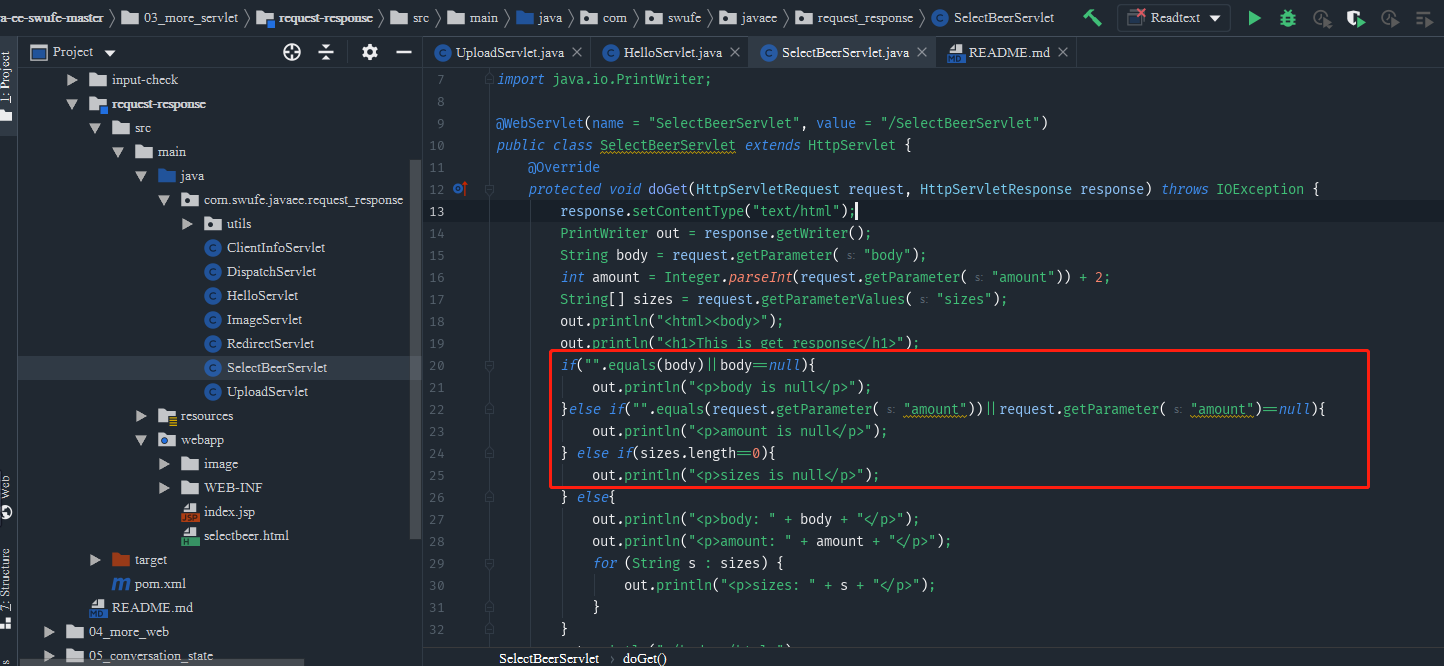 a-ee-swufe-master 03_more_servlet request-response src main java com swufe javaee request_response SelectBeerServlet Readtext
Project UploadServlet.java HelloServlet.java SelectBeerServlet.java README.md
1: Project
input-check
request-response
src
main
java
com.swufe.javaee.request_response
utils
ClientInfoServlet
DispatchServlet
HelloServlet
ImageServlet
RedirectServlet
SelectBeerServlet
UploadServlet
resources
webapp
image
WEB-INF
index.jsp
selectbeer.html
target
pom.xml
README.md
04_more_web
05_conversation_state
Web
7: Structure
7 import java.io.PrintWriter;
8
9 @WebServlet(name = "SelectBeerServlet", value = "/SelectBeerServlet")
10 public class SelectBeerServlet extends HttpServlet {
11 @Override
12 protected void doGet(HttpServletRequest request, HttpServletResponse response) throws IOException {
13 response.setContentType("text/html");
14 PrintWriter out = response.getWriter();
15 String body = request.getParameter( s: "body");
16 int amount = Integer.parseInt(request.getParameter( s: "amount")) + 2;
17 String[] sizes = request.getParameterValues( s: "sizes");
18 out.println("<html><body>");
19 out.println("<h1>This is get response</h1>");
20 if("".equals(body)||body==null){
21 out.println("<p>body is null</p>");
22 }else if("".equals(request.getParameter( s: "amount"))||request.getParameter( s: "amount")==null){
23 out.println("<p>amount is null</p>");
24 } else if(sizes.length==0){
25 out.println("<p>sizes is null</p>");
26 } else{
27 out.println("<p>body: " + body + "</p>");
28 out.println("<p>amount: " + amount + "</p>");
29 for (String s : sizes) {
30 out.println("<p>sizes: " + s + "</p>");
31 }
32 }
SelectBeerServlet doGet()